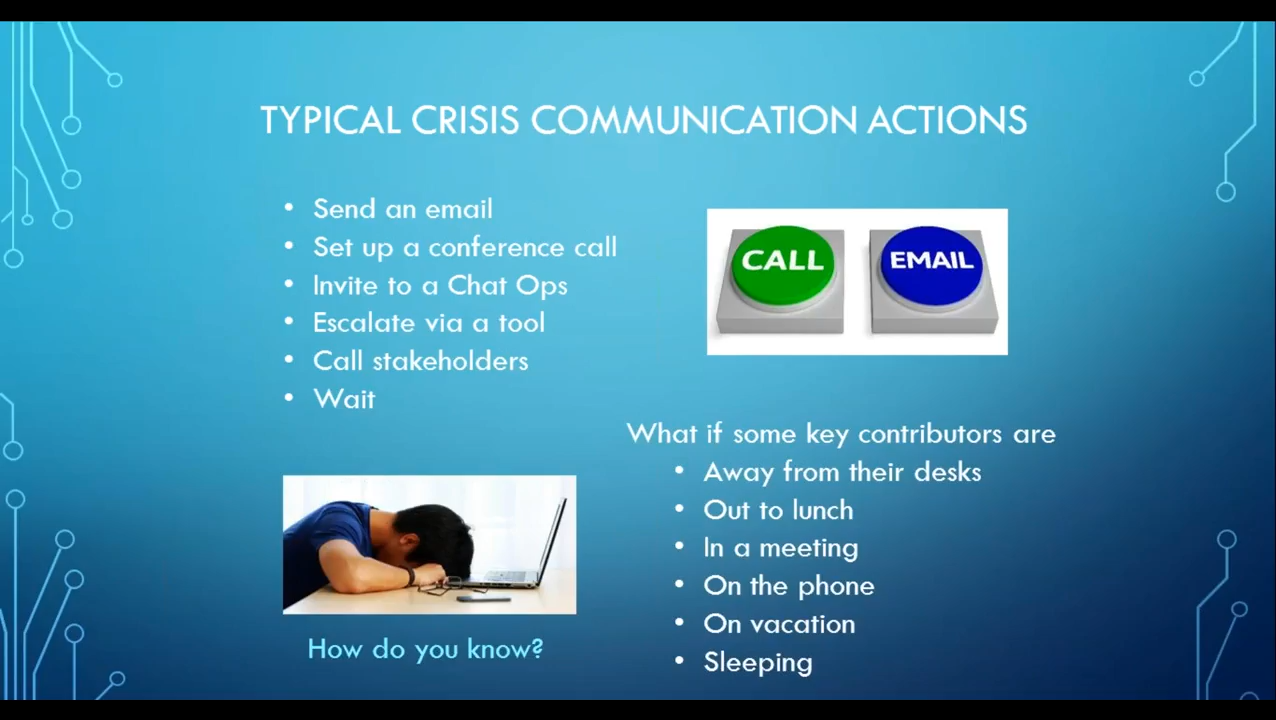 TYPICAL CRISIS COMMUNICATION ACTIONS
• Send an email
• Set up a conference call
• Invite to a Chat Ops
• Escalate via a tool
• Call stakeholders
• Wait
CALL
EMAIL
What if some key contributors are
• Away from their desks
• Out to lunch
• In a meeting
• On the phone
• On vacation
• Sleeping
How do you know?